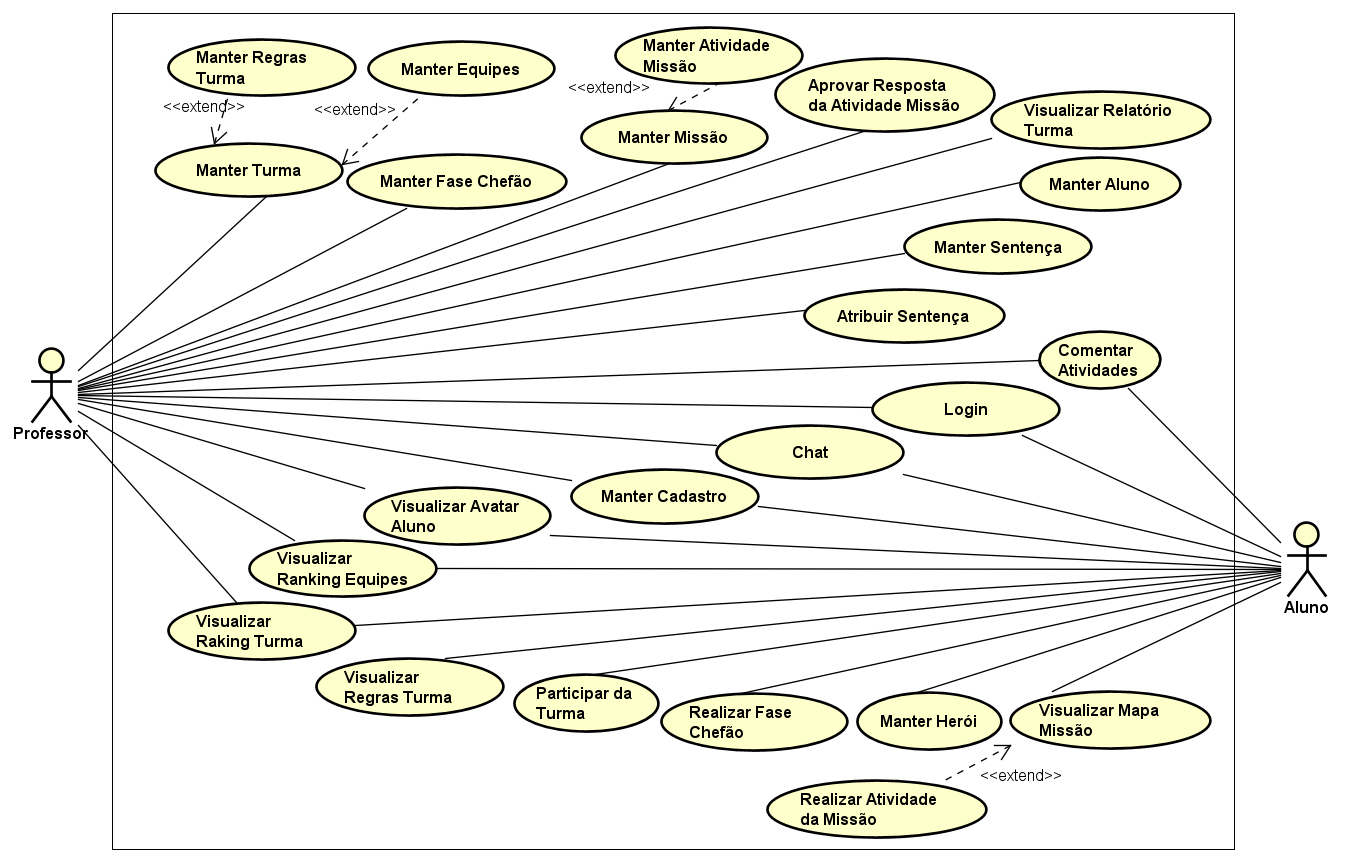 Manter Regras
Turma
Manter Equipes
Manter Atividade
Missão
<<extend>>
<<extend>>
<<extend>>
Aprovar Resposta
da Atividade Missão
Visualizar Relatório
Turma
Manter Missão
Manter Turma
Manter Fase Chefão
Manter Aluno
Manter Sentença
Atribuir Sentença
Comentar
Atividades
Login
Professor
Chat
Manter Cadastro
Visualizar Avatar
Aluno
Visualizar
Ranking Equipes
Aluno
Visualizar
Raking Turma
Visualizar
Regras Turma
Participar da
Turma
Realizar Fase
Chefão
Manter Herói
Visualizar Mapa
Missão
<<extend>>
Realizar Atividade
da Missão